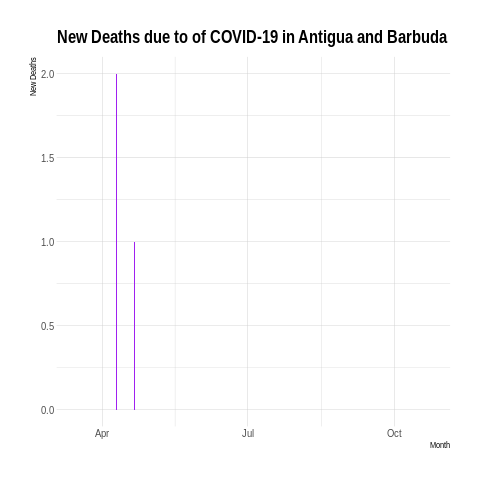 New Deaths due to of COVID-19 in Antigua and Barbuda
New Deaths
2.0
1.5
1.0
0.5
0.0
Apr Jul Oct
Month